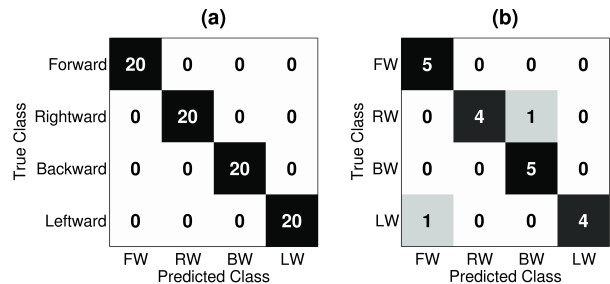 (a)
True Class
Forward 20 0 0 0
Rightward 0 20 0 0
Backward 0 0 20 0
Leftward 0 0 0 20
FW RW BW LW
Predicted Class
(b)
True Class
FW 5 0 0 0
RW 0 4 1 0
BW 0 0 5 0
LW 1 0 0 4
FW RW BW LW
Predicted Class